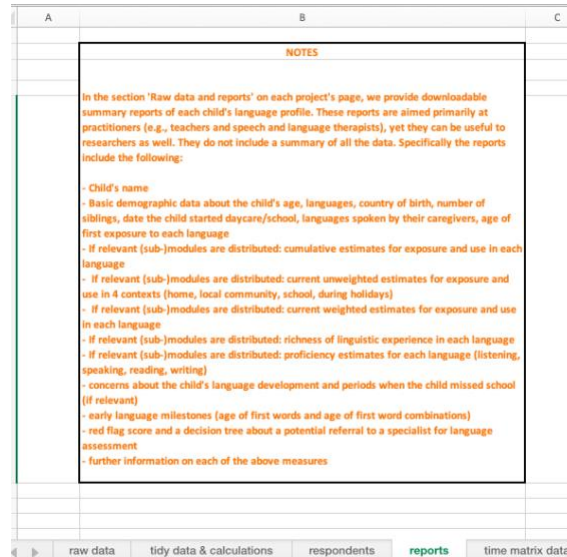 A B C
NOTES
In the section 'Raw data and reports' on each project's page, we provide downloadable
summary reports of each child's language profile. These reports are aimed primarily at
practitioners (e.g., teachers and speech and language therapists), yet they can be useful to
researchers as well. They do not include a summary of all the data. Specifically the reports
include the following:
- Child's name
- Basic demographic data about the child's age, languages, country of birth, number of
siblings, date the child started daycare/school, languages spoken by their caregivers, age of
first exposure to each language
- If relevant (sub-)modules are distributed: cumulative estimates for exposure and use in each
language
- If relevant (sub-)modules are distributed: current unweighted estimates for exposure and
use in 4 contexts (home, local community, school, during holidays)
- If relevant (sub-)modules are distributed: current weighted estimates for exposure and use
in each language
- If relevant (sub-)modules are distributed: richness of linguistic experience in each language
- If relevant (sub-)modules are distributed: proficiency estimates for each language (listening,
speaking, reading, writing)
- concerns about the child's language development and periods when the child missed school
(if relevant)
- early language milestones (age of first words and age of first word combinations)
- red flag score and a decision tree about a potential referral to a specialist for language
assessment
- further information on each of the above measures
raw data tidy data & calculations respondents reports time matrix data